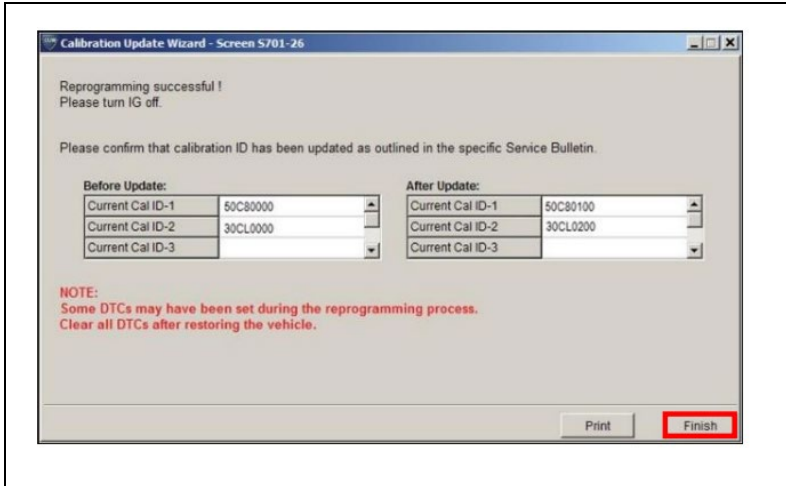 Calibration Update Wizard - Screen S701-26
Reprogramming successful !
Please turn IG off.
Please confirm that calibration ID has been updated as outlined in the specific Service Bulletin.
Before Update:
Current Cal ID-1 50C80000
Current Cal ID-2 30CL0000
Current Cal ID-3
After Update:
Current Cal ID-1 50C80100
Current Cal ID-2 30CL0200
Current Cal ID-3
NOTE:
Some DTCs may have been set during the reprogramming process.
Clear all DTCs after restoring the vehicle.
Print Finish